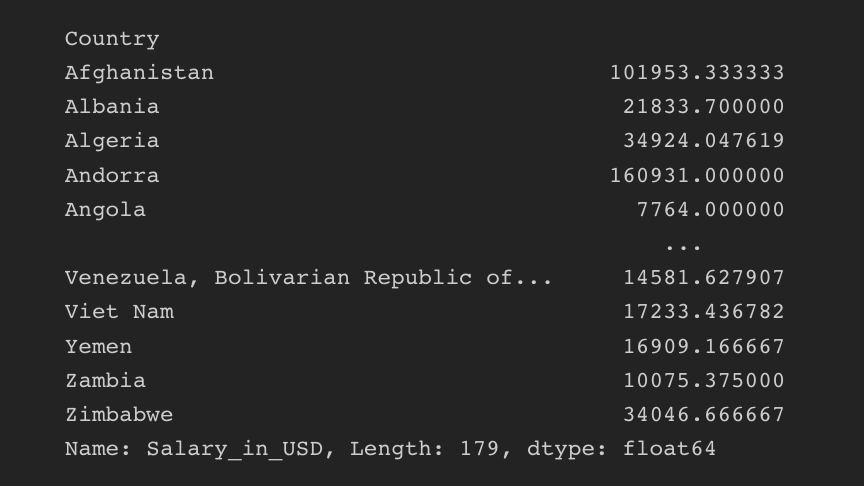 Country
Afghanistan 101953.333333
Albania 21833.700000
Algeria 34924.047619
Andorra 160931.000000
Angola 7764.000000
...
Venezuela, Bolivarian Republic of... 14581.627907
Viet Nam 17233.436782
Yemen 16909.166667
Zambia 10075.375000
Zimbabwe 34046.666667
Name: Salary_in_USD, Length: 179, dtype: float64